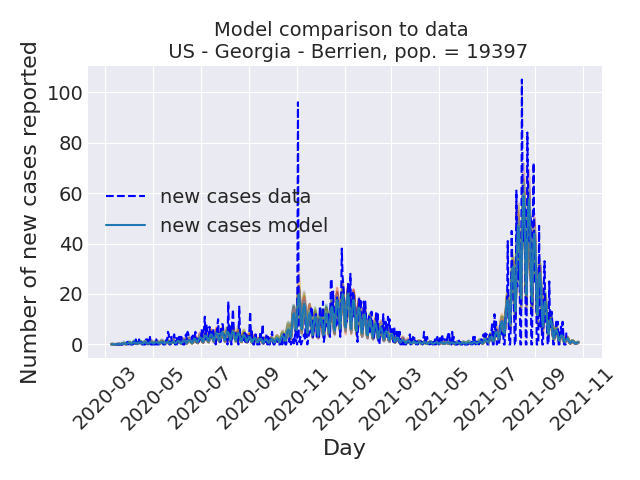 Model comparison to data
US - Georgia - Berrien, pop. = 19397
Number of new cases reported
100
80
60
40
20
0
new cases data
new cases model
2020-03
2020-05
2020-07
2020-09
2020-11
2021-01
2021-03
2021-05
2021-07
2021-09
2021-11
Day